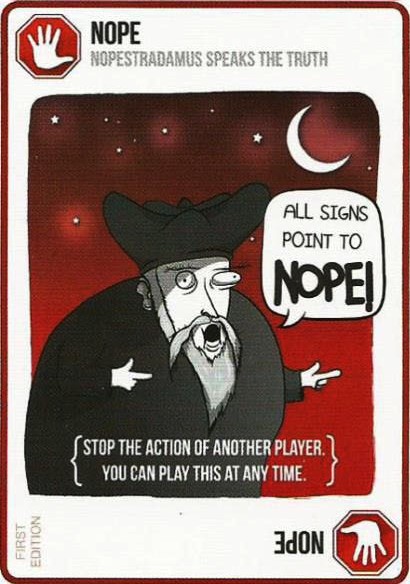 NOPE
NOPESTRADAMUS SPEAKS THE TRUTH
ALL SIGNS
POINT TO
NOPE!
STOP THE ACTION OF ANOTHER PLAYER.
YOU CAN PLAY THIS AT ANY TIME.
FIRST
EDITION
NOPE